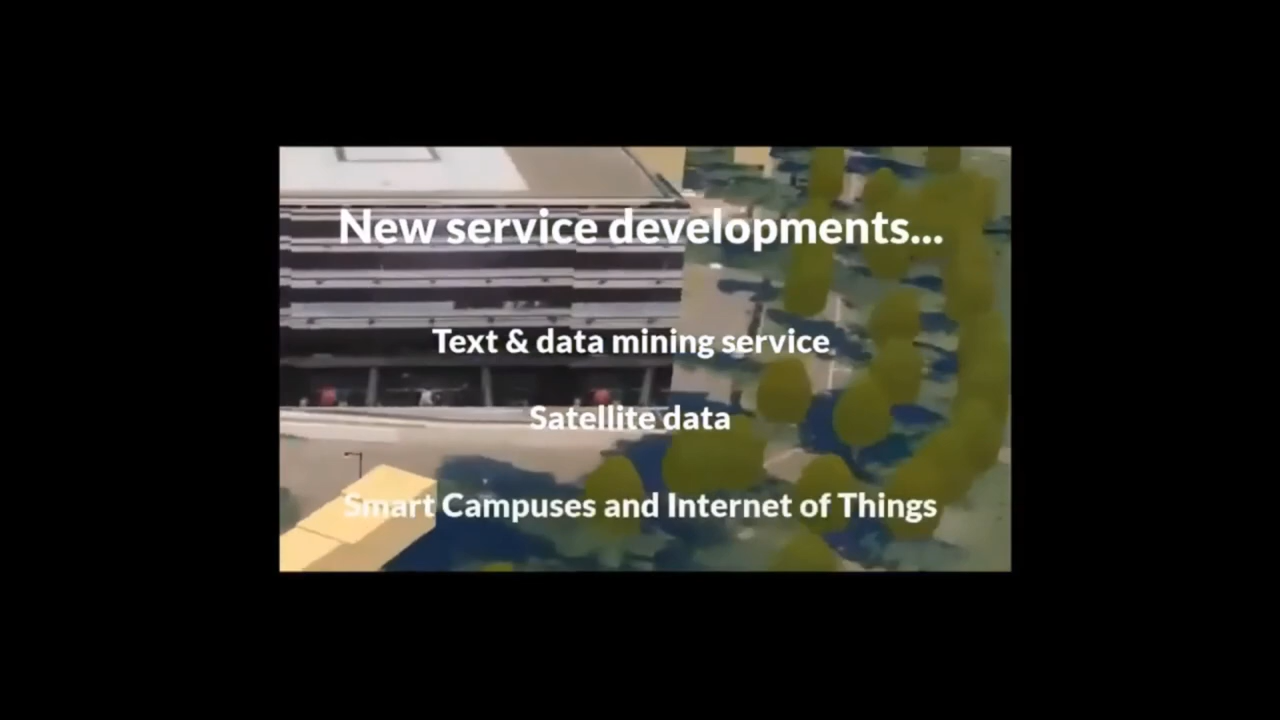 New service developments...
Text & data mining service
Satellite data
Smart Campuses and Internet of Things